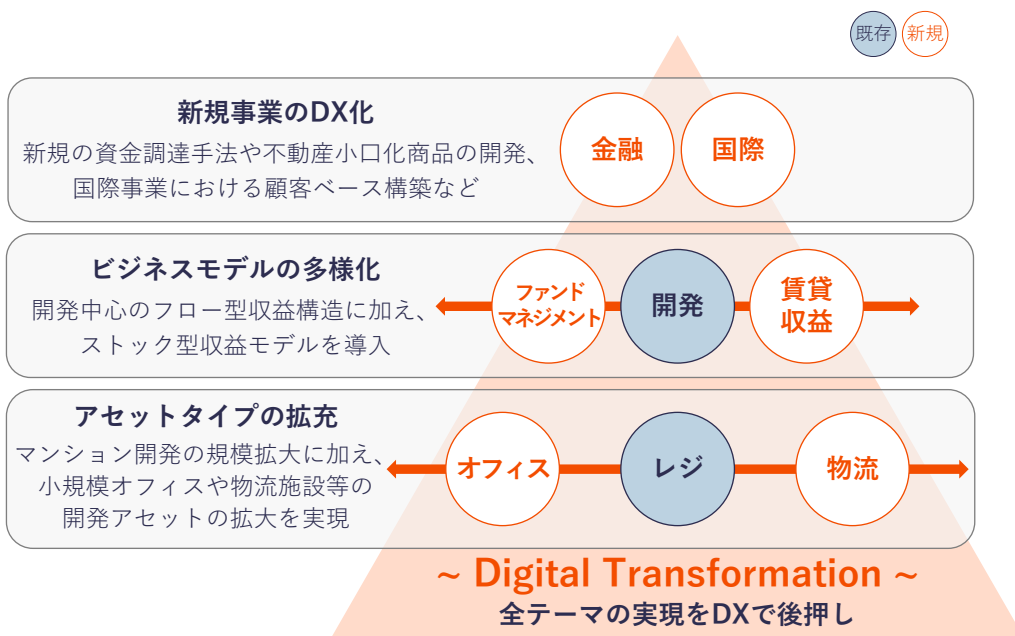 既存 新規
新規事業のDX化
新規の資金調達手法や不動産小口化商品の開発、
国際事業における顧客ベース構築など
金融 国際
ビジネスモデルの多様化
開発中心のフロー型収益構造に加え、
ストック型収益モデルを導入
ファンド
マネジメント
開発
賃貸
収益
アセットタイプの拡充
マンション開発の規模拡大に加え、
小規模オフィスや物流施設等の
開発アセットの拡大を実現
オフィス レジ 物流
~ Digital Transformation ~
全テーマの実現をDXで後押し